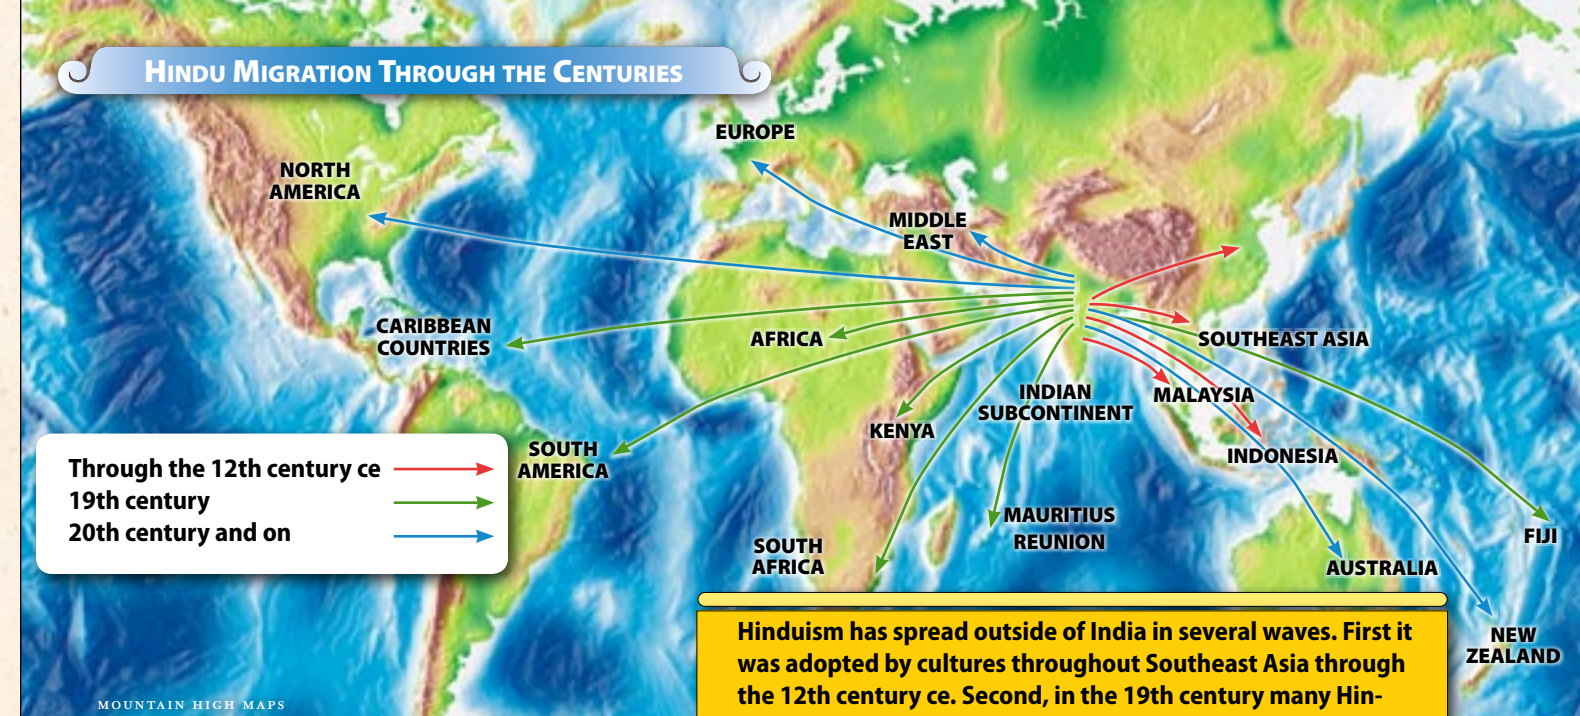 HINDU MIGRATION THROUGH THE CENTURIES
EUROPE
NORTH
AMERICA
MIDDLE
EAST
CARIBBEAN
COUNTRIES
AFRICA
SOUTHEAST ASIA
INDIAN
SUBCONTINENT
MALAYSIA
KENYA
SOUTH
AMERICA
INDONESIA
Through the 12th century ce
19th century
20th century and on
MAURITIUS
REUNION
SOUTH
AFRICA
FIJI
AUSTRALIA
NEW
ZEALAND
Hinduism has spread outside of India in several waves. First it
was adopted by cultures throughout Southeast Asia through
the 12th century ce. Second, in the 19th century many Hin-
MOUNTAIN HIGH MAPS